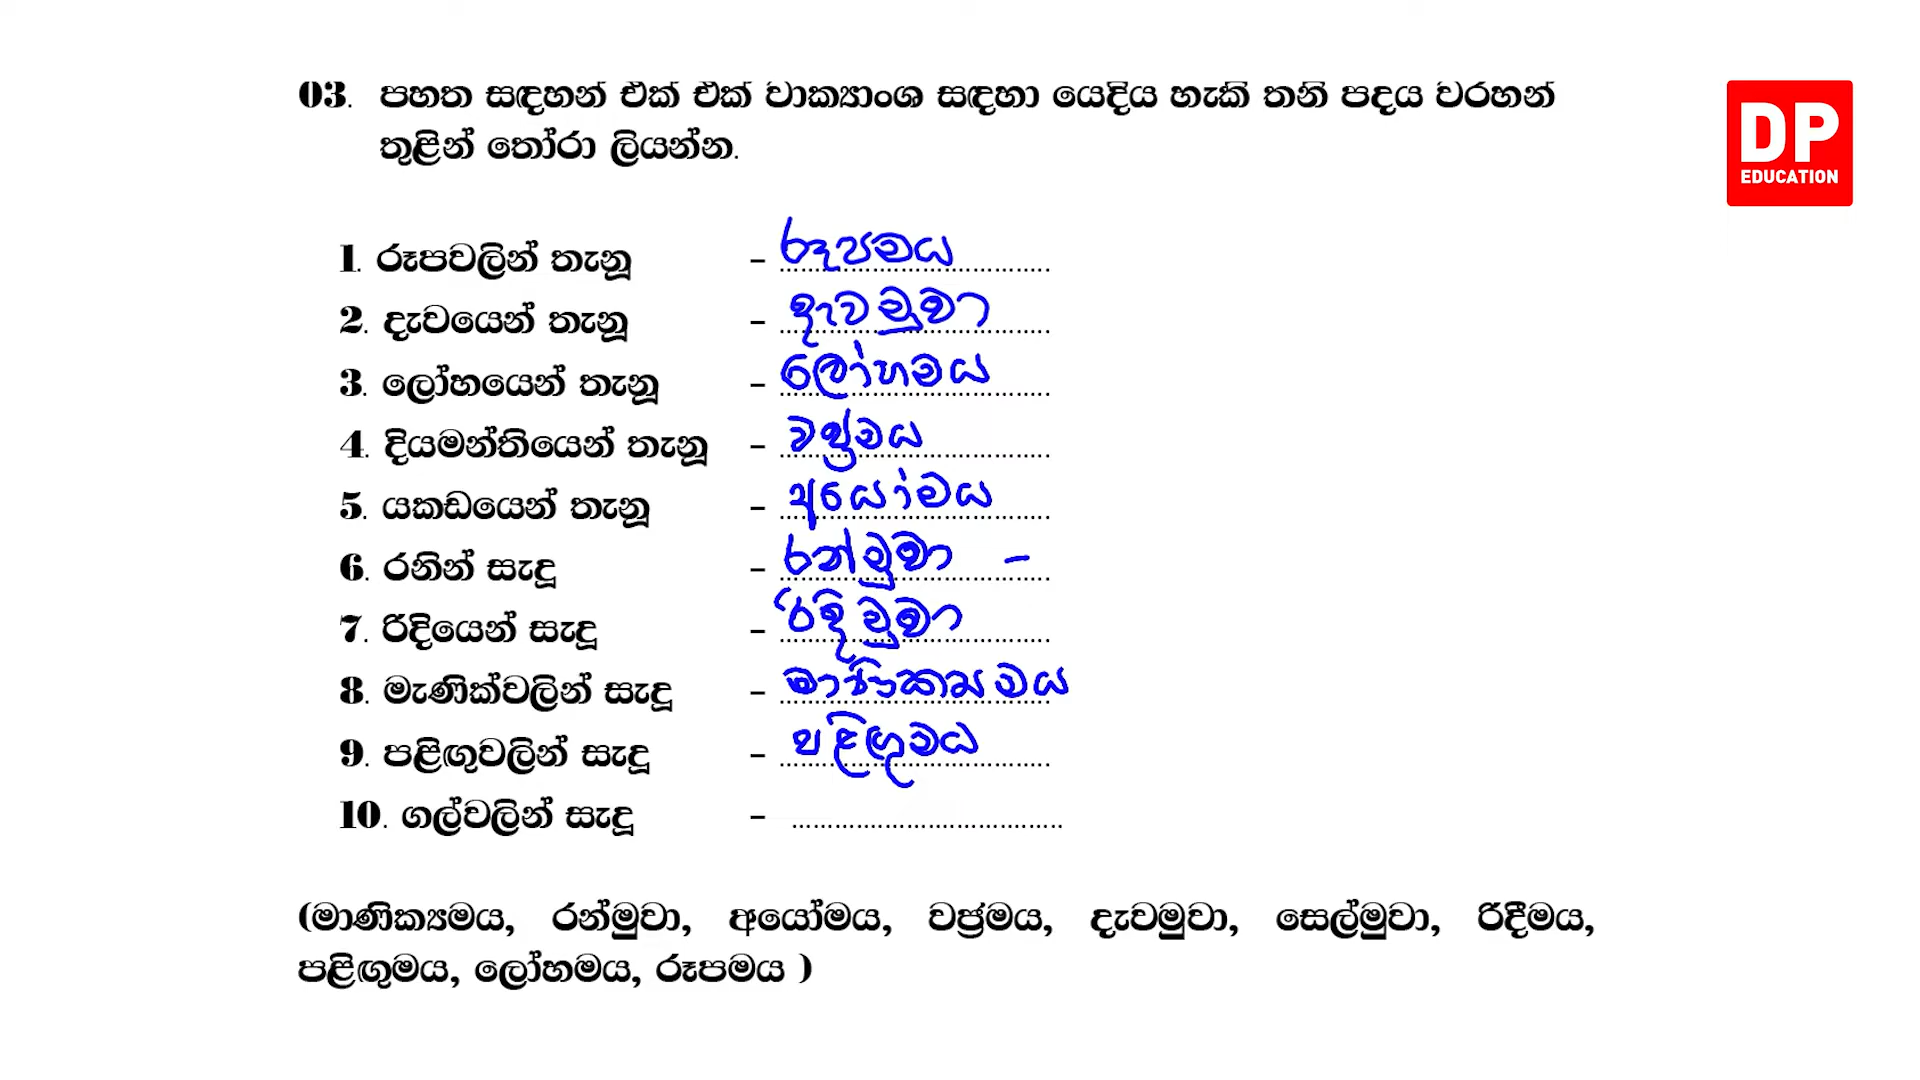 03. පහත සඳහන් එක් එක් වාක්‍යාංශ සඳහා යෙදිය හැකි තනි පදය වරහන්
තුළින් තෝරා ලියන්න.
DP
EDUCATION
1. රූපවලින් තැනූ – රූපමය
2. දැවයෙන් තැනූ – දැවමුවා
3. ලෝහයෙන් තැනූ – ලෝහමය
4. දියමන්තියෙන් තැනූ – වජ්‍රමය
5. යකඩයෙන් තැනූ – අයෝමය
6. රනින් සැදූ – රන්මුවා –
7. රිදියෙන් සැදූ – රිදිමුවා
8. මැණික්වලින් සැදූ – මාණික්‍යමය
9. පළිඟුවලින් සැදූ – පළිඟුමය
10. ගල්වලින් සැදූ – ...................................
(මාණික්‍යමය, රන්මුවා, අයෝමය, වජ්‍රමය, දැවමුවා, සෙල්මුවා, රිදීමය,
පළිඟුමය, ලෝහමය, රූපමය )